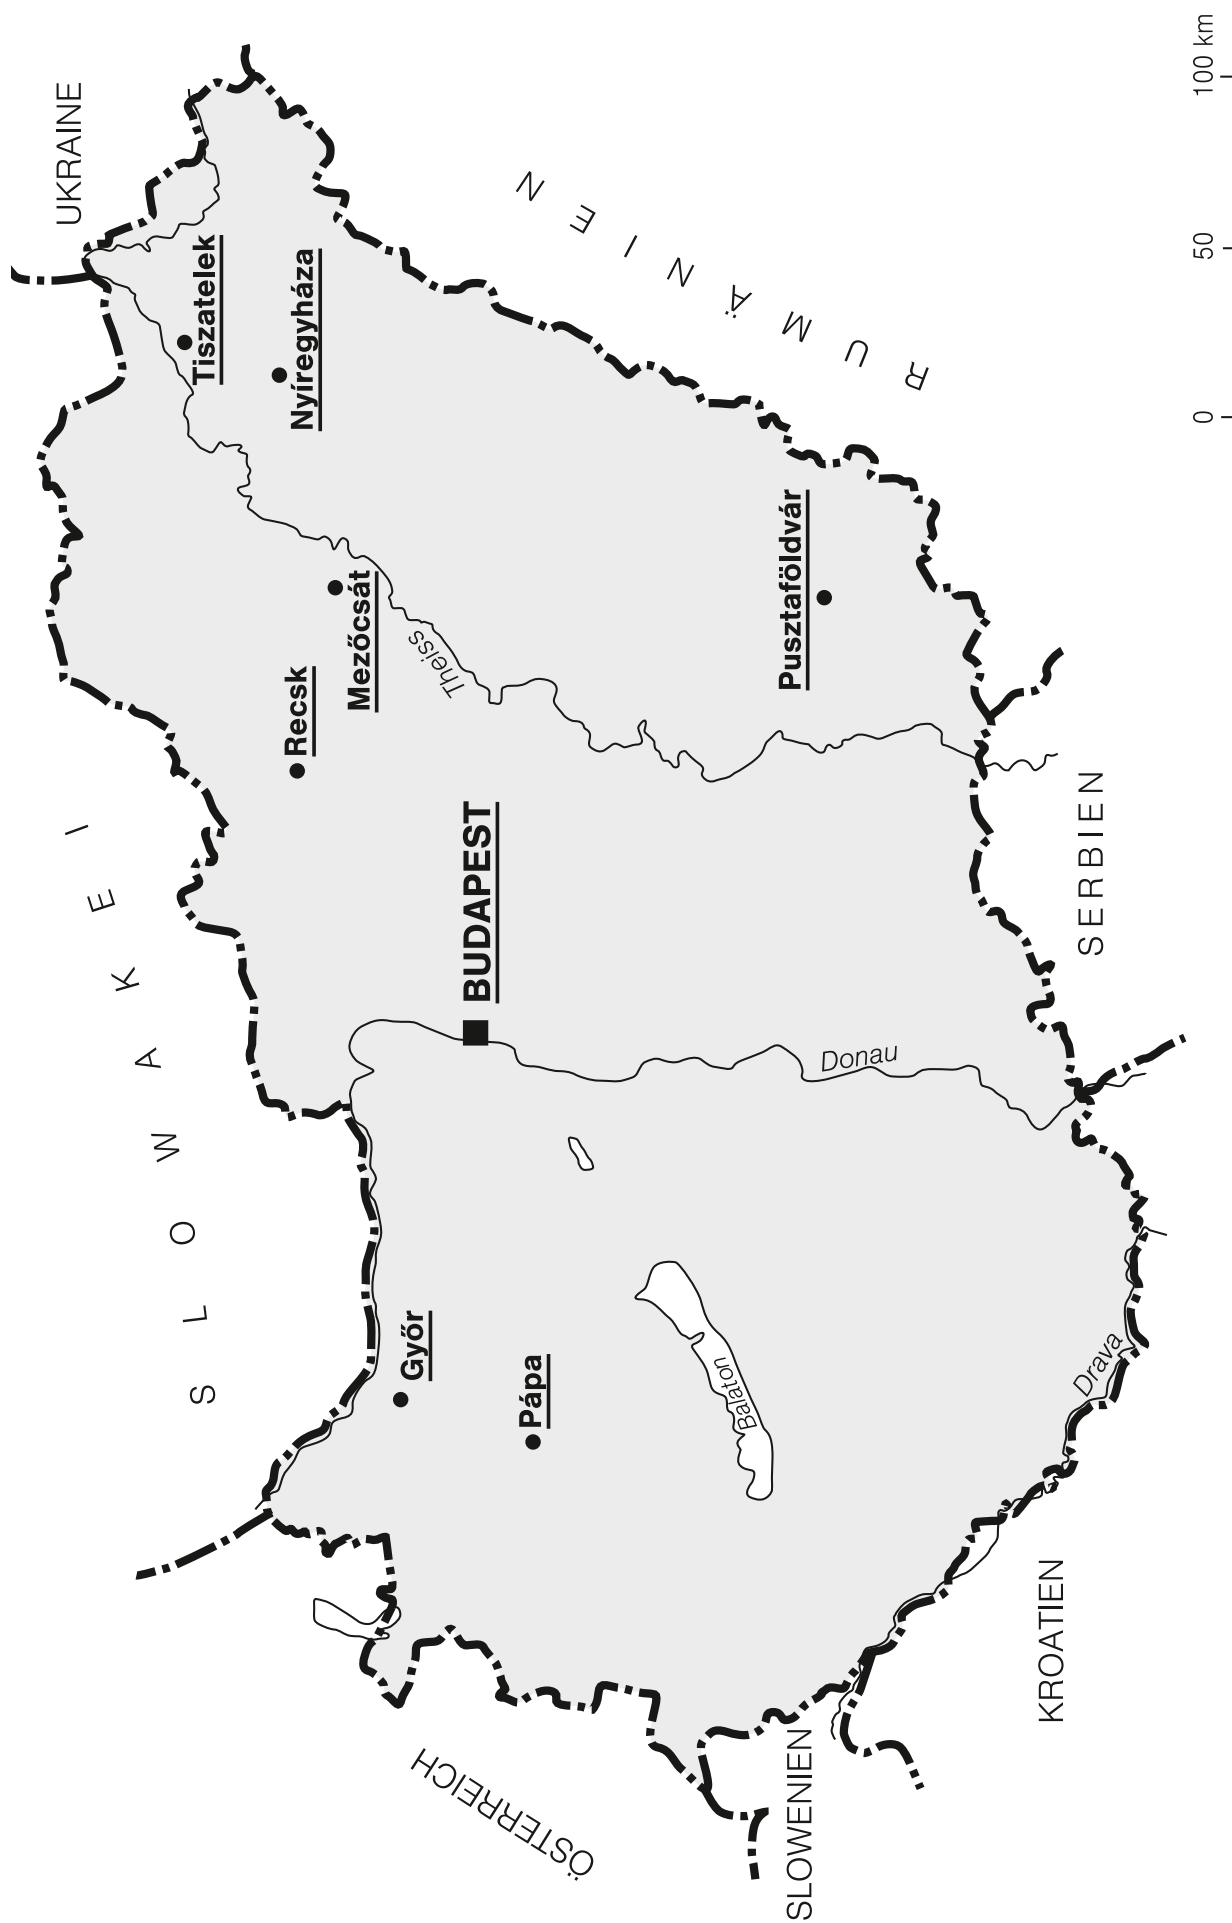 UKRAINE
SLOWAKEI
Tiszatelek
Nyíregyháza
Mezőcsát
Recsk
Theiss
RUMÄNIEN
BUDAPEST
Győr
Pápa
ÖSTERREICH
Balaton
Donau
Pusztaföldvár
SLOWENIEN
Drava
KROATIEN
SERBIEN
0 50 100 km